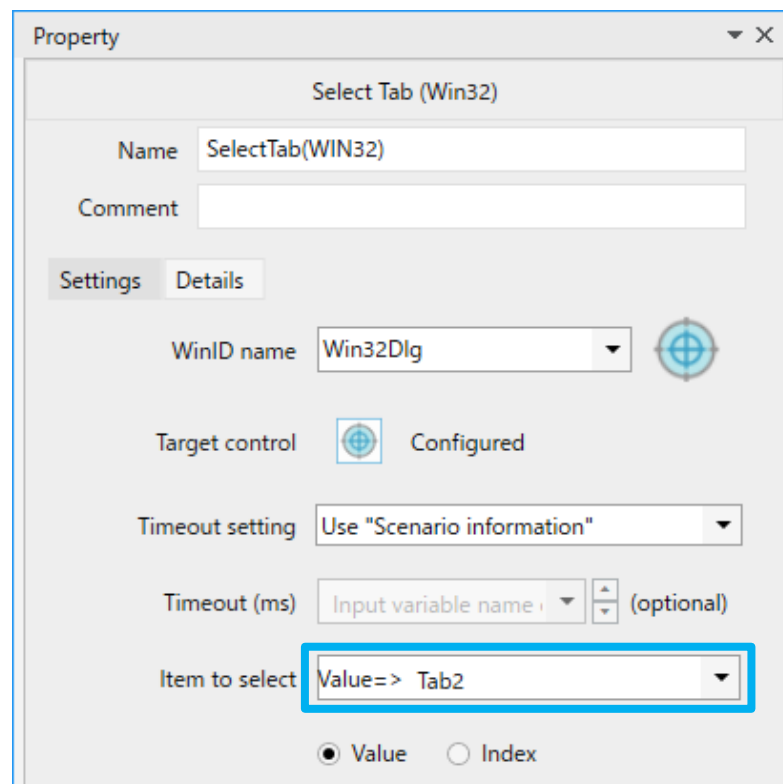 Property
Select Tab (Win32)
Name SelectTab(WIN32)
Comment
Settings Details
WinID name Win32Dlg
Target control Configured
Timeout setting Use "Scenario information"
Timeout (ms) Input variable name (optional)
Item to select Value=> Tab2
Value Index